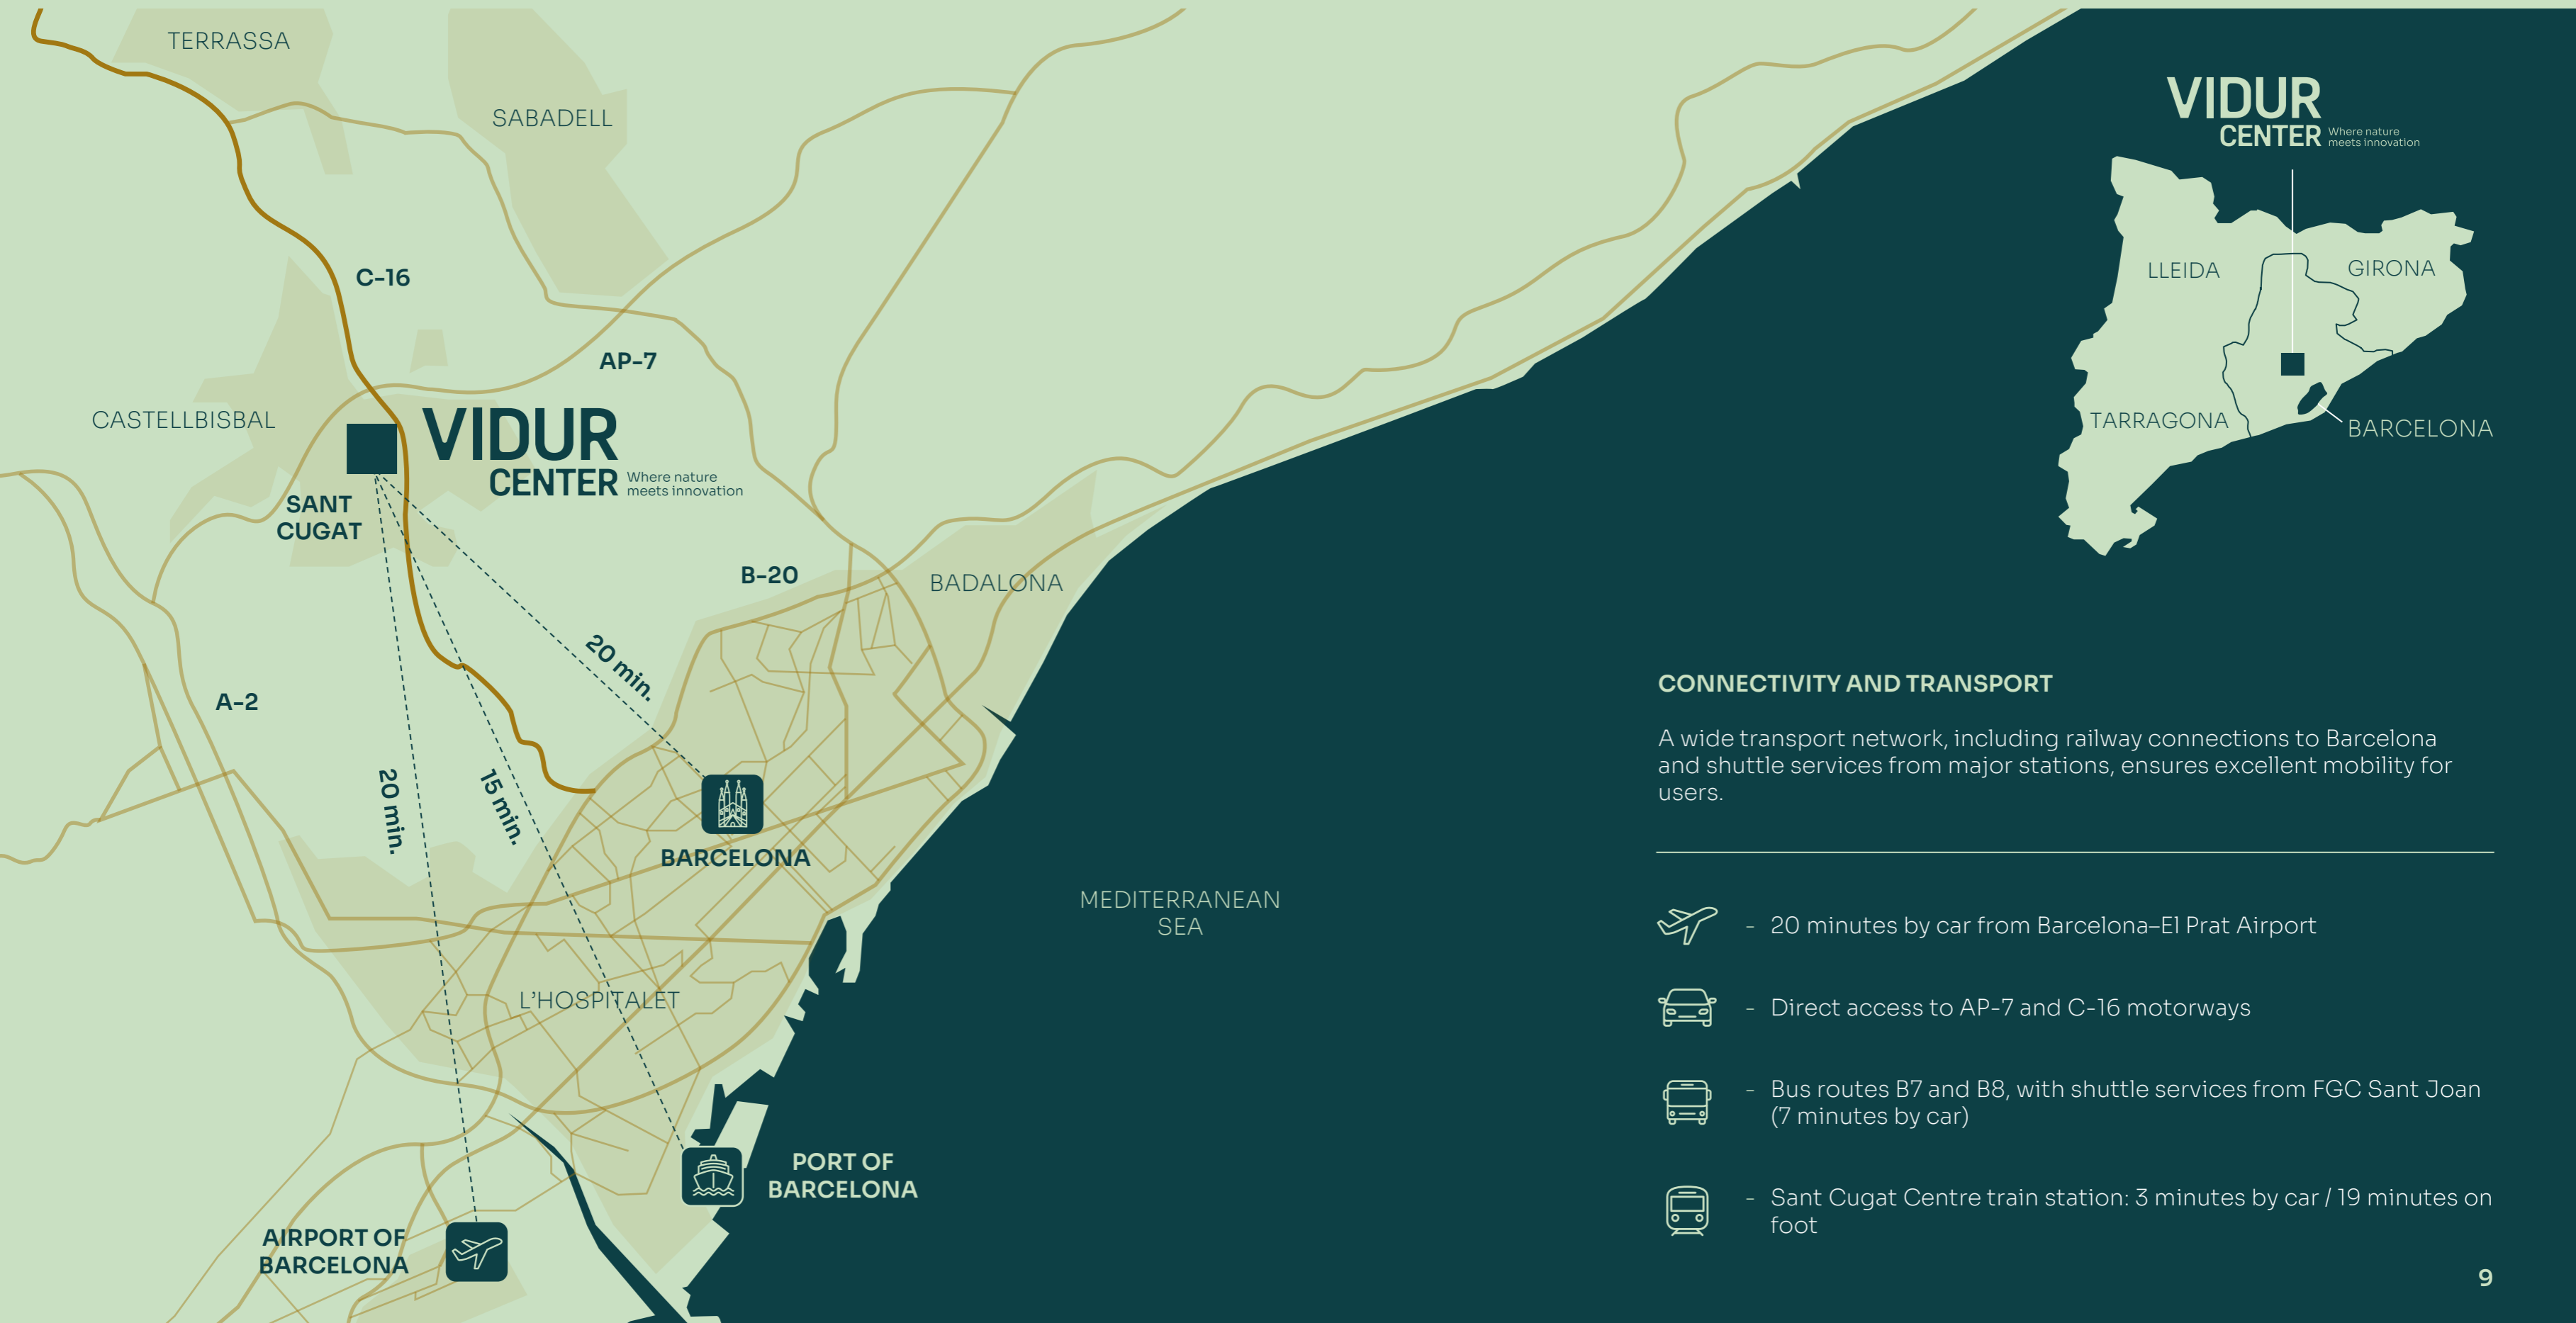 TERRASSA
SABADELL
C-16
AP-7
CASTELLBISBAL
VIDUR
CENTER
Where nature
meets innovation
SANT
CUGAT
B-20
BADALONA
20 min.
A-2
20 min.
15 min.
BARCELONA
MEDITERRANEAN
SEA
L’HOSPITALET
PORT OF
BARCELONA
AIRPORT OF
BARCELONA
VIDUR
CENTER
Where nature
meets innovation
LLEIDA
GIRONA
TARRAGONA
BARCELONA
CONNECTIVITY AND TRANSPORT
A wide transport network, including railway connections to Barcelona
and shuttle services from major stations, ensures excellent mobility for
users.
- 20 minutes by car from Barcelona–El Prat Airport
- Direct access to AP-7 and C-16 motorways
- Bus routes B7 and B8, with shuttle services from FGC Sant Joan
(7 minutes by car)
- Sant Cugat Centre train station: 3 minutes by car / 19 minutes on
foot
9